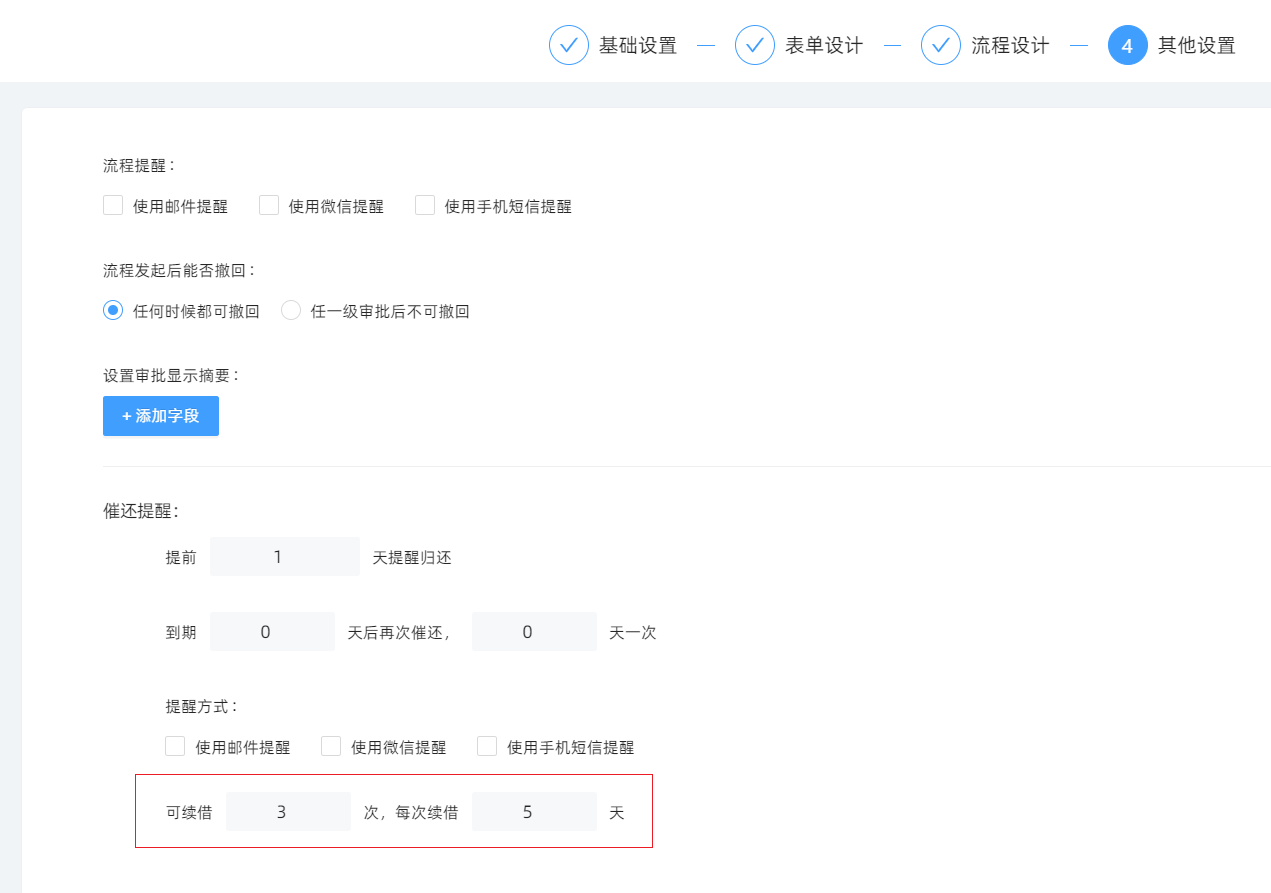 基础设置 — 表单设计 — 流程设计 — 4 其他设置
流程提醒：
使用邮件提醒 使用微信提醒 使用手机短信提醒
流程发起后能否撤回：
任何时候都可撤回 任一级审批后不可撤回
设置审批显示摘要：
+ 添加字段
催还提醒：
提前 1 天提醒归还
到期 0 天后再次催还， 0 天一次
提醒方式：
使用邮件提醒 使用微信提醒 使用手机短信提醒
可续借 3 次，每次续借 5 天